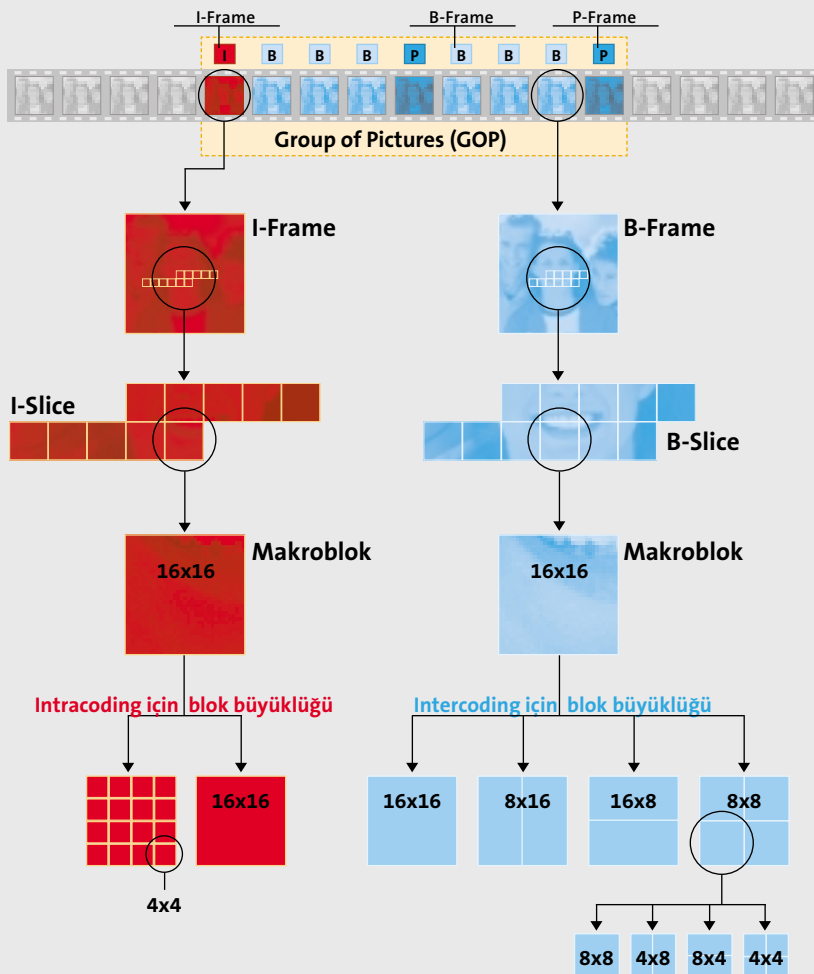 I-Frame B-Frame P-Frame
I B B B P B B B P
Group of Pictures (GOP)
I-Frame
B-Frame
I-Slice
B-Slice
Makroblok
16x16
Makroblok
16x16
Intracoding için blok büyüklüğü
Intercoding için blok büyüklüğü
16x16
4x4
16x16 8x16 16x8 8x8
8x8 4x8 8x4 4x4